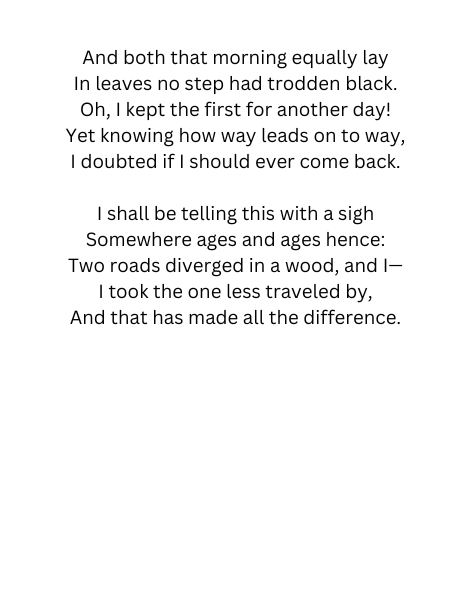 And both that morning equally lay
In leaves no step had trodden black.
Oh, I kept the first for another day!
Yet knowing how way leads on to way,
I doubted if I should ever come back.

I shall be telling this with a sigh
Somewhere ages and ages hence:
Two roads diverged in a wood, and I—
I took the one less traveled by,
And that has made all the difference.